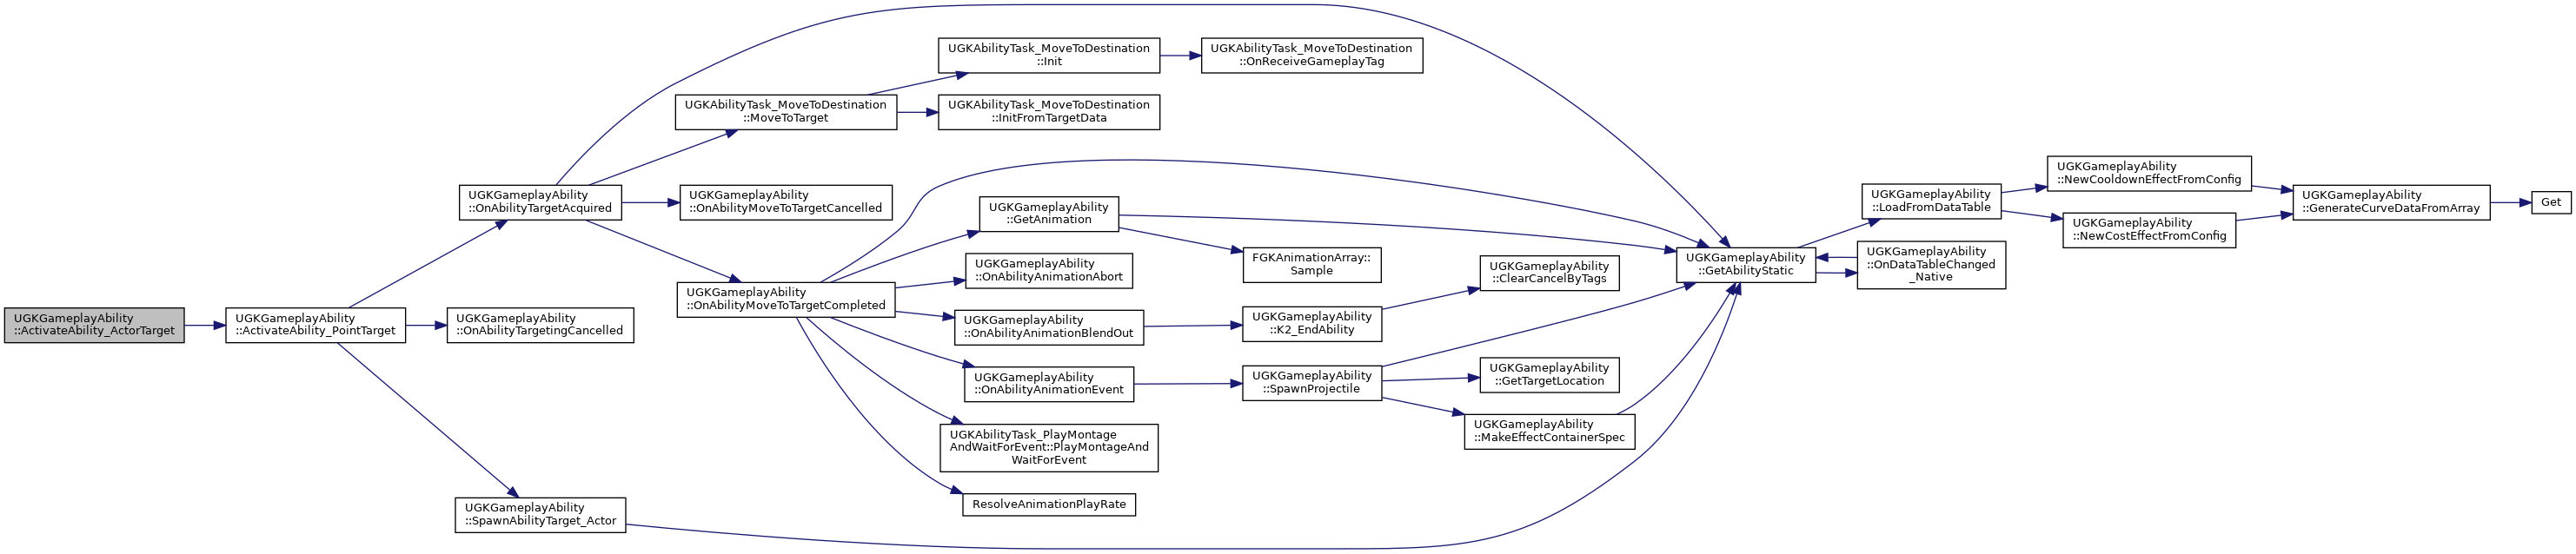 UGKGameplayAbility
::ActivateAbility_ActorTarget
UGKGameplayAbility
::ActivateAbility_PointTarget
UGKGameplayAbility
::OnAbilityTargetAcquired
UGKAbilityTask_MoveToDestination
::MoveToTarget
UGKAbilityTask_MoveToDestination
::Init
UGKAbilityTask_MoveToDestination
::OnReceiveGameplayTag
UGKAbilityTask_MoveToDestination
::InitFromTargetData
UGKGameplayAbility
::OnAbilityMoveToTargetCancelled
UGKGameplayAbility
::OnAbilityMoveToTargetCompleted
UGKGameplayAbility
::GetAnimation
FGKAnimationArray::
Sample
UGKGameplayAbility
::OnAbilityAnimationAbort
UGKGameplayAbility
::OnAbilityAnimationBlendOut
UGKGameplayAbility
::K2_EndAbility
UGKGameplayAbility
::ClearCancelByTags
UGKGameplayAbility
::OnAbilityAnimationEvent
UGKGameplayAbility
::SpawnProjectile
UGKGameplayAbility
::GetTargetLocation
UGKGameplayAbility
::MakeEffectContainerSpec
UGKAbilityTask_PlayMontage
AndWaitForEvent::PlayMontageAnd
WaitForEvent
ResolveAnimationPlayRate
UGKGameplayAbility
::OnAbilityTargetingCancelled
UGKGameplayAbility
::SpawnAbilityTarget_Actor
UGKGameplayAbility
::GetAbilityStatic
UGKGameplayAbility
::LoadFromDataTable
UGKGameplayAbility
::OnDataTableChanged
_Native
UGKGameplayAbility
::NewCooldownEffectFromConfig
UGKGameplayAbility
::NewCostEffectFromConfig
UGKGameplayAbility
::GenerateCurveDataFromArray
Get